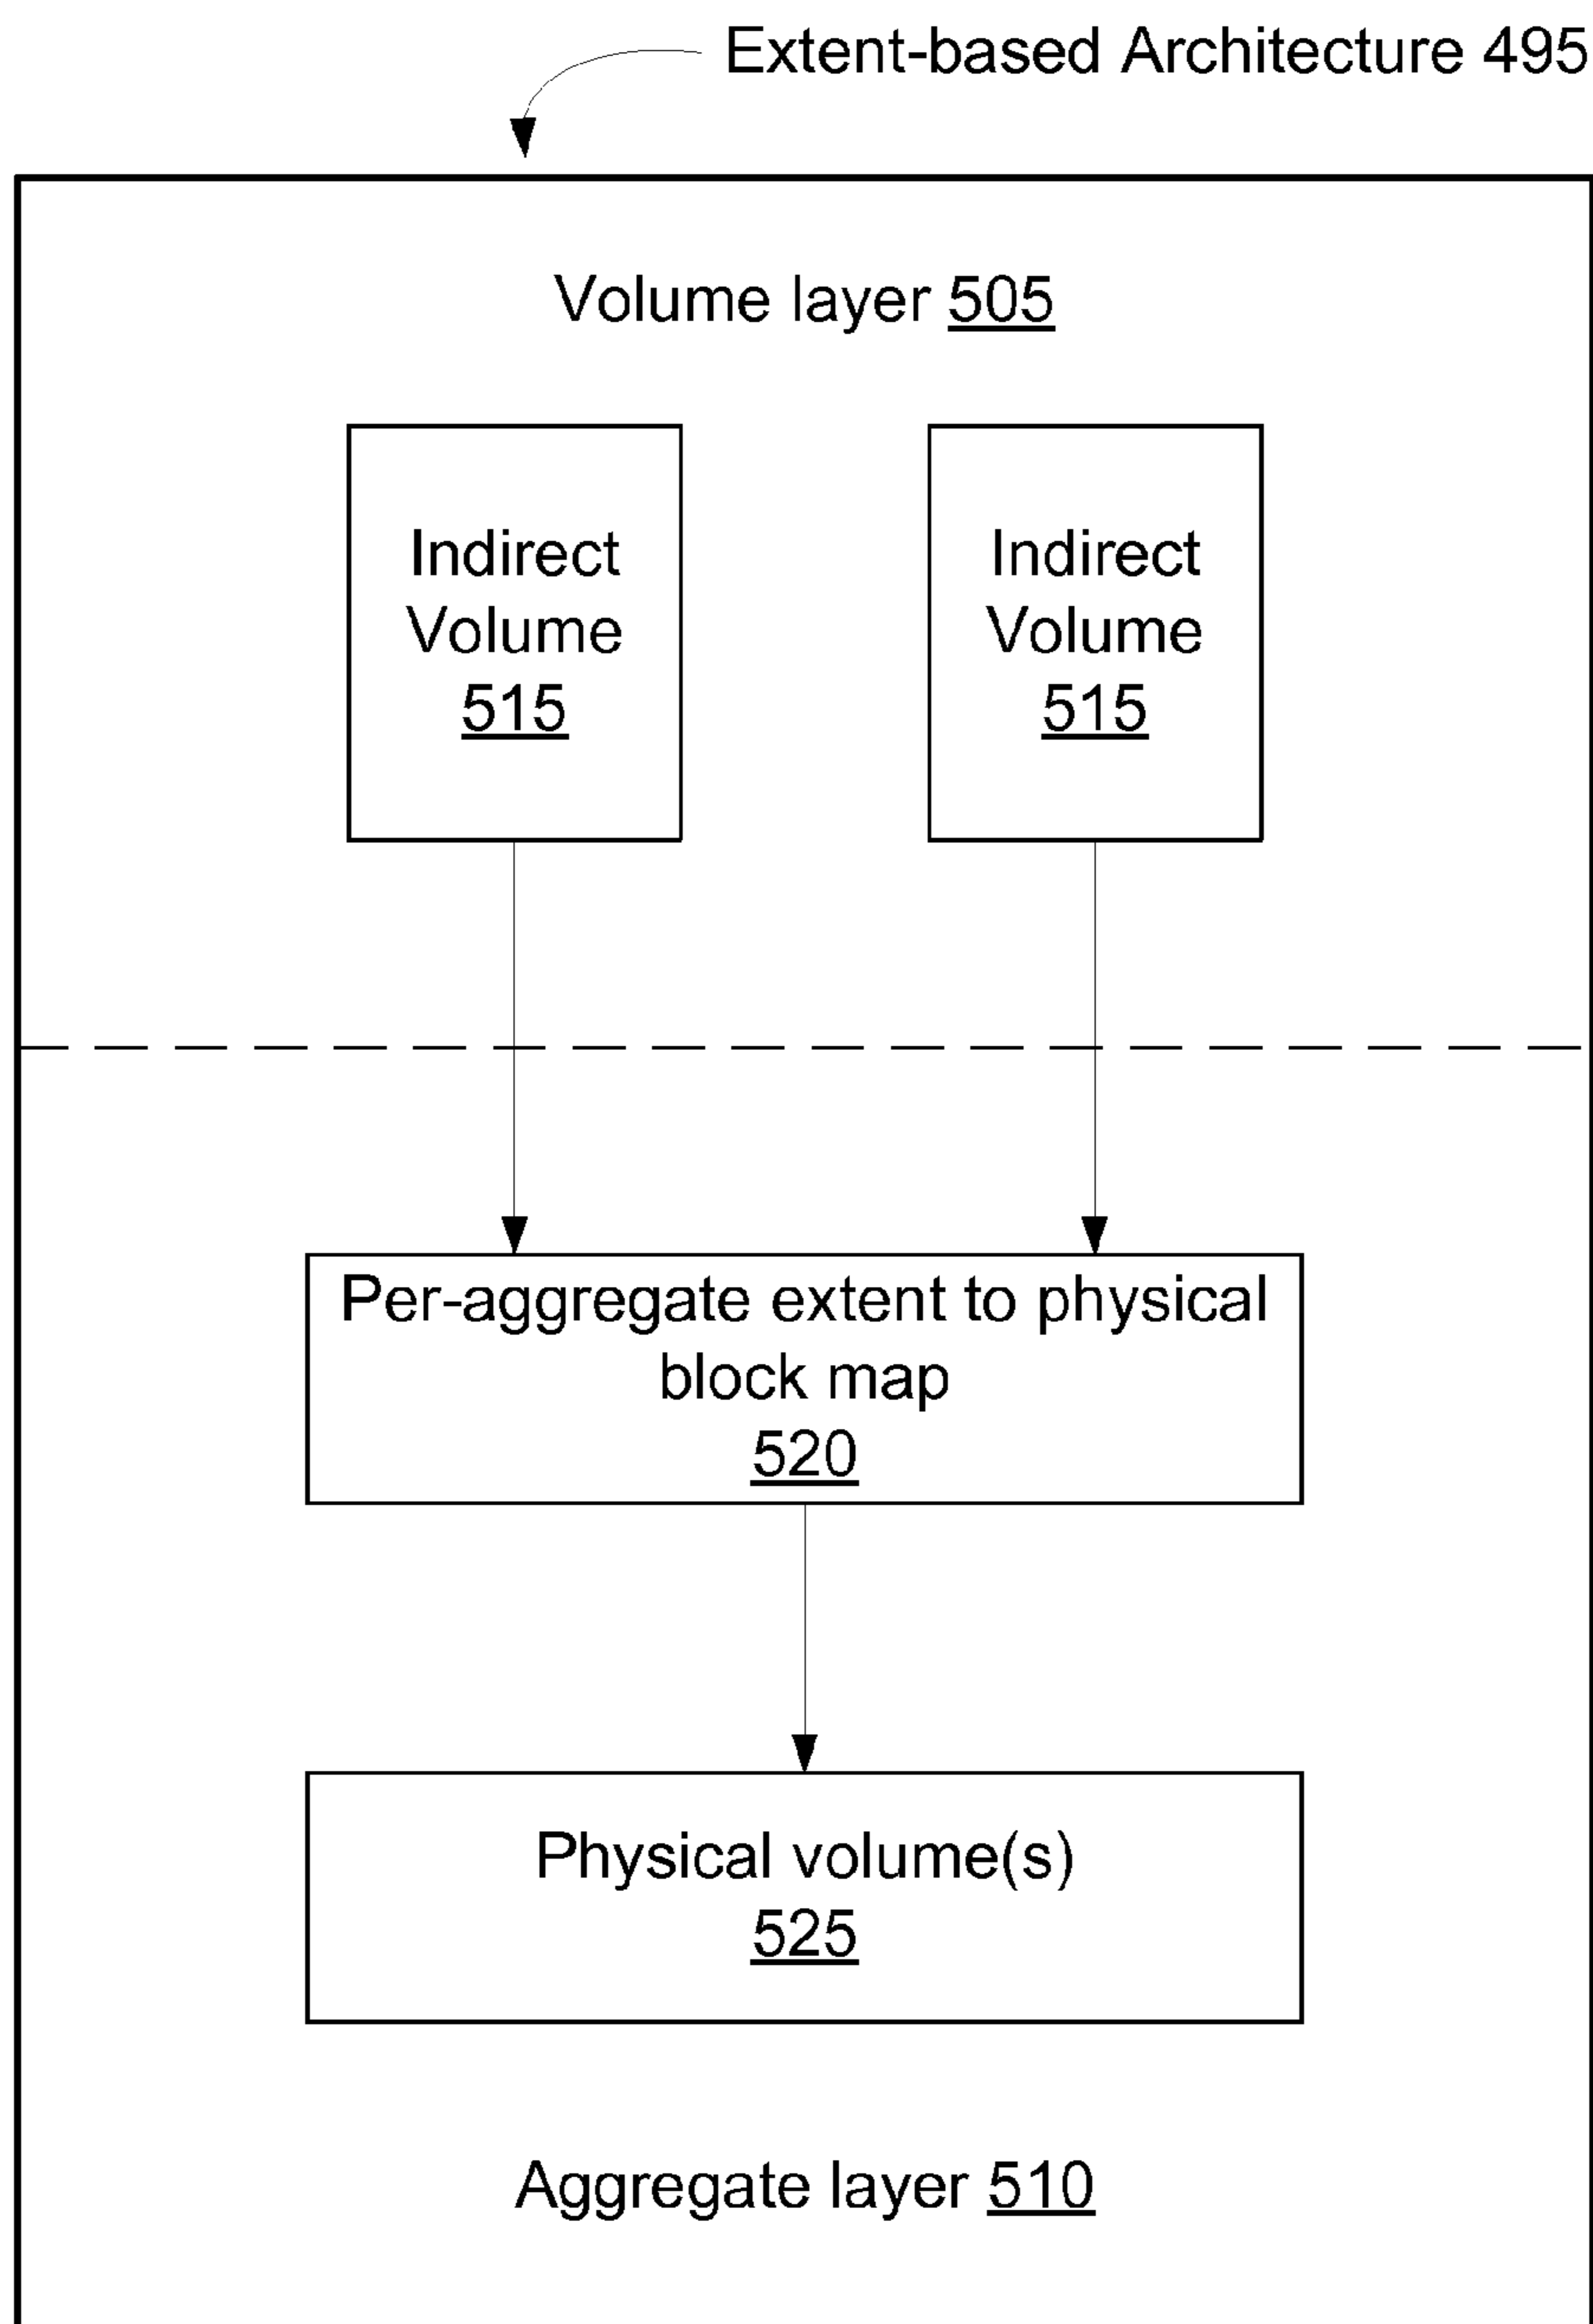 Extent-based Architecture 495
Volume layer 505
Indirect
Volume
515
Indirect
Volume
515
Per-aggregate extent to physical
block map
520
Physical volume(s)
525
Aggregate layer 510